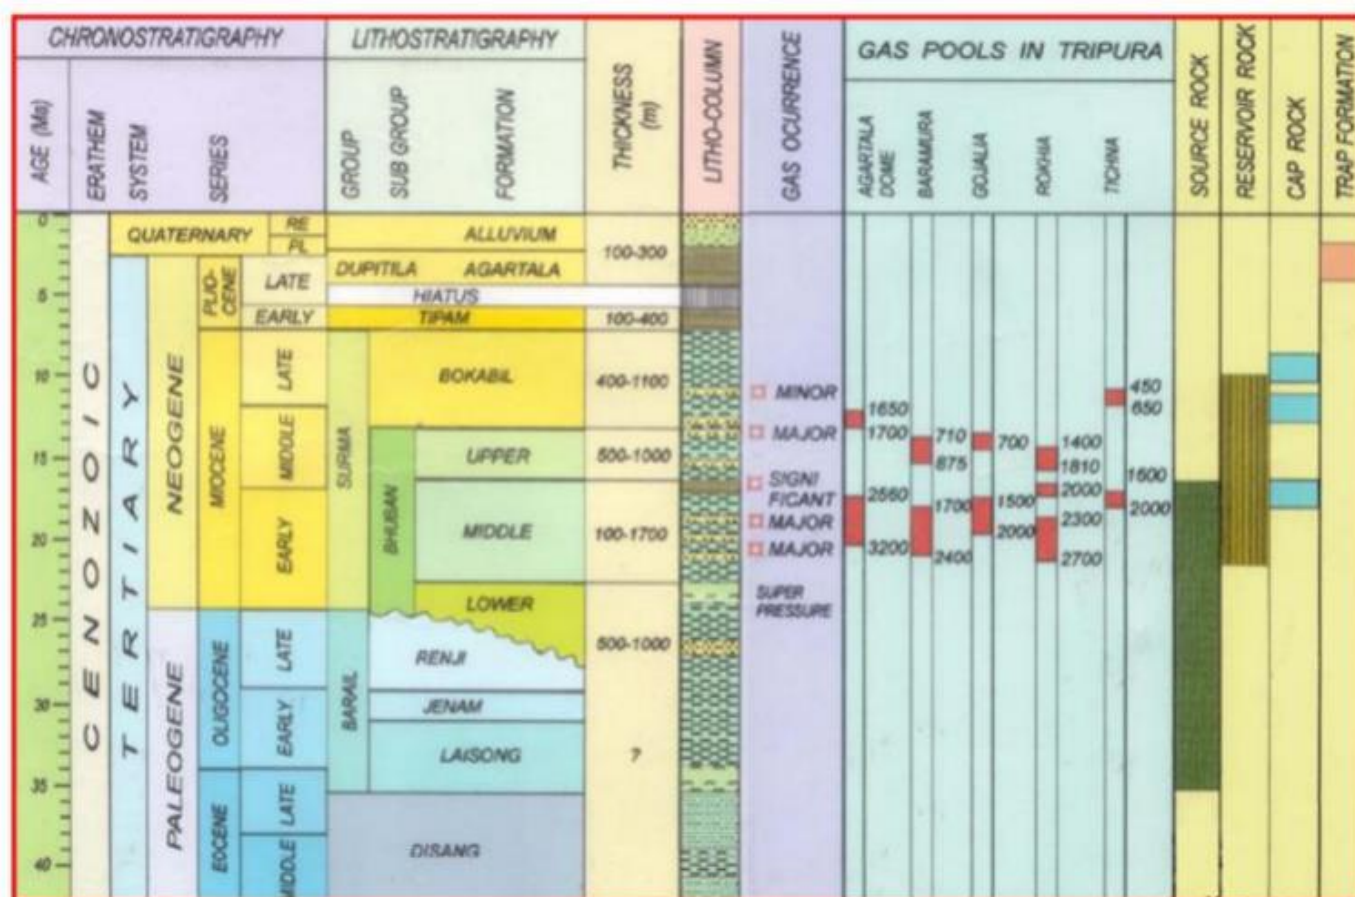 CHRONOSTRATIGRAPHY
LITHOSTRATIGRAPHY
GAS POOLS IN TRIPURA
AGE (Ma)
ERATHEM
SYSTEM
SERIES
GROUP
SUB GROUP
FORMATION
THICKNESS (m)
LITHO-COLUMN
GAS OCURRENCE
AGARTALA DOME
BARAMURA
GOJALIA
ROKHIA
TICHNA
SOURCE ROCK
RESERVOIR ROCK
CAP ROCK
TRAP FORMATION
0
5
10
15
20
25
30
35
40
CENOZOIC
QUATERNARY
TERTIARY
NEOGENE
PALEOGENE
PLIO-
CENE
MIOCENE
OLIGOCENE
EOCENE
RE
PL
LATE
EARLY
LATE
MIDDLE
EARLY
LATE
EARLY
LATE
MIDDLE
ALLUVIUM
DUPITILA AGARTALA
HIATUS
TIPAM
SURMA
BOKABIL
BHUBAN
UPPER
MIDDLE
LOWER
BARAIL
RENJI
JENAM
LAISONG
DISANG
100-300
100-400
400-1100
500-1000
100-1700
500-1000
?
MINOR
MAJOR
SIGNI
FICANT
MAJOR
MAJOR
SUPER
PRESSURE
1650
1700
2560
3200
710
875
1700
2400
700
1500
2000
1400
1810
2000
2300
2700
450
650
1600
2000